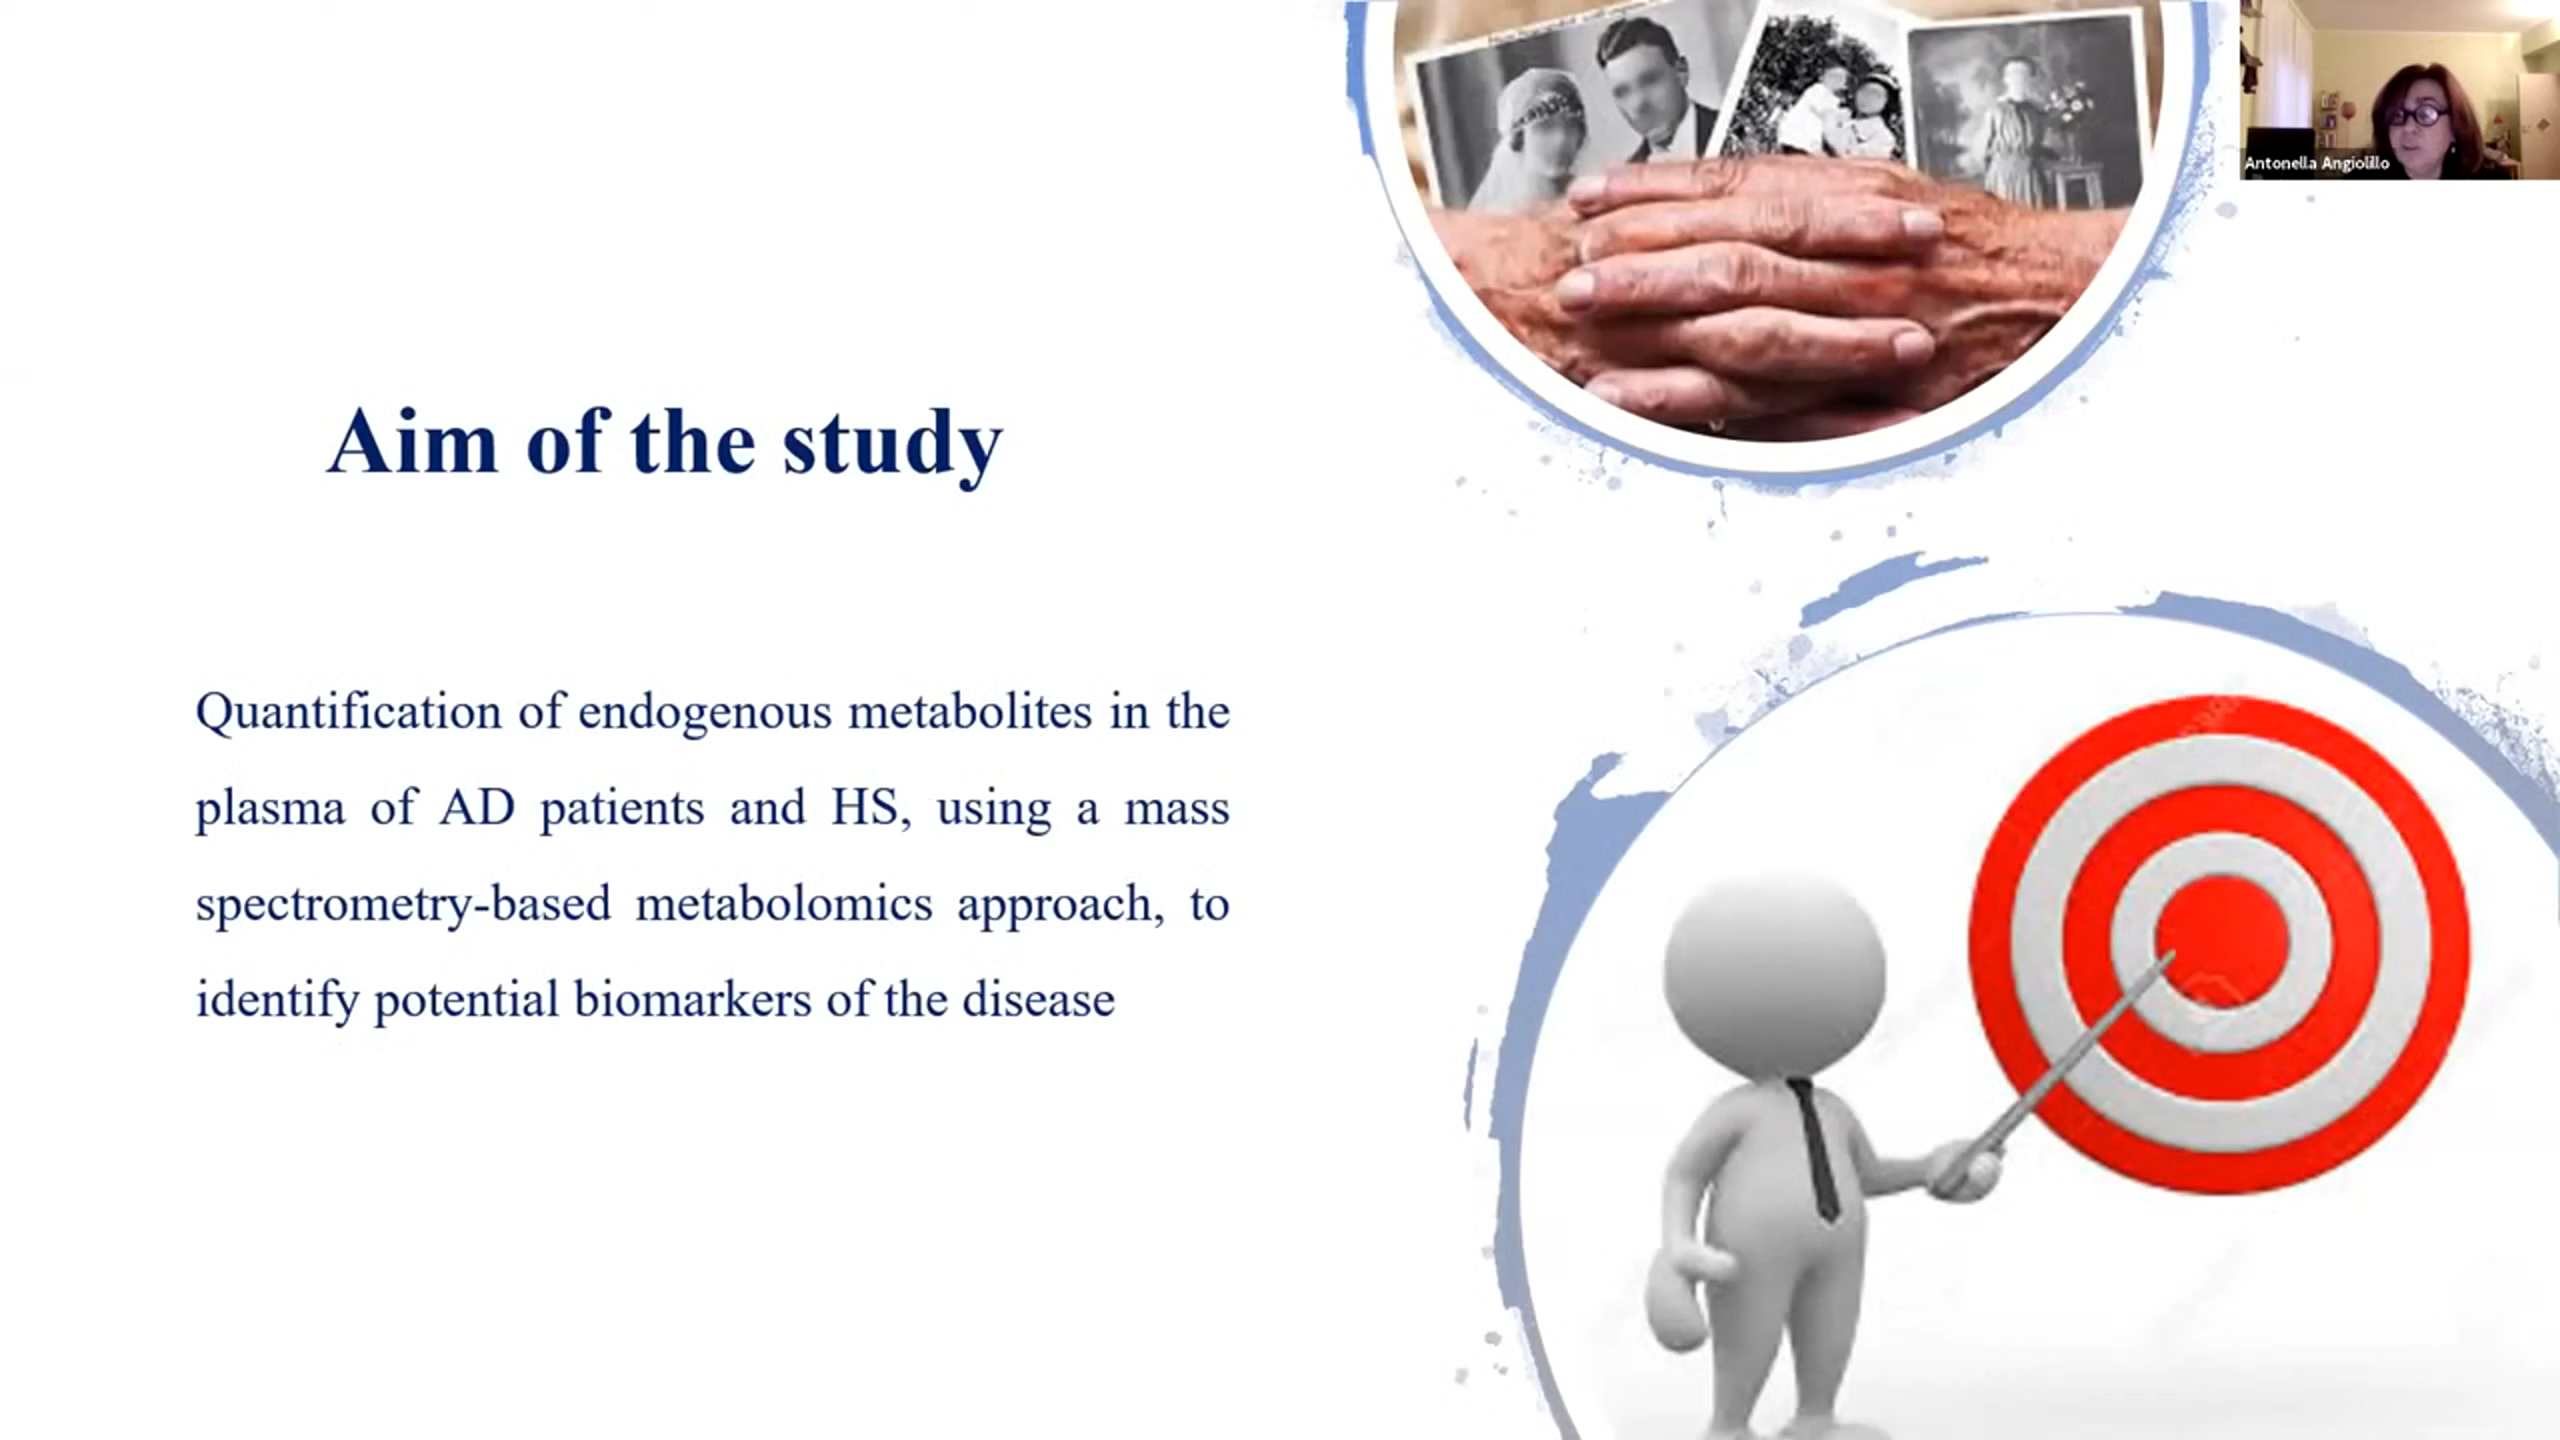 Antonella Angiolillo
Aim of the study
Quantification of endogenous metabolites in the
plasma of AD patients and HS, using a mass
spectrometry-based metabolomics approach, to
identify potential biomarkers of the disease